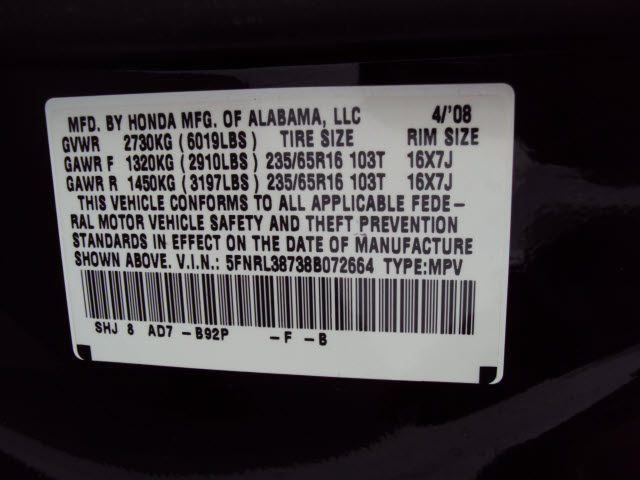 MFD. BY HONDA MFG. OF ALABAMA, LLC 4/'08
GVWR 2730KG (6019LBS) TIRE SIZE RIM SIZE
GAWR F 1320KG (2910LBS) 235/65R16 103T 16X7J
GAWR R 1450KG (3197LBS) 235/65R16 103T 16X7J
THIS VEHICLE CONFORMS TO ALL APPLICABLE FEDE-
RAL MOTOR VEHICLE SAFETY AND THEFT PREVENTION
STANDARDS IN EFFECT ON THE DATE OF MANUFACTURE
SHOWN ABOVE. V.I.N.: 5FNRL38738B072664 TYPE:MPV
SHJ 8 AD7 -B92P -F -B